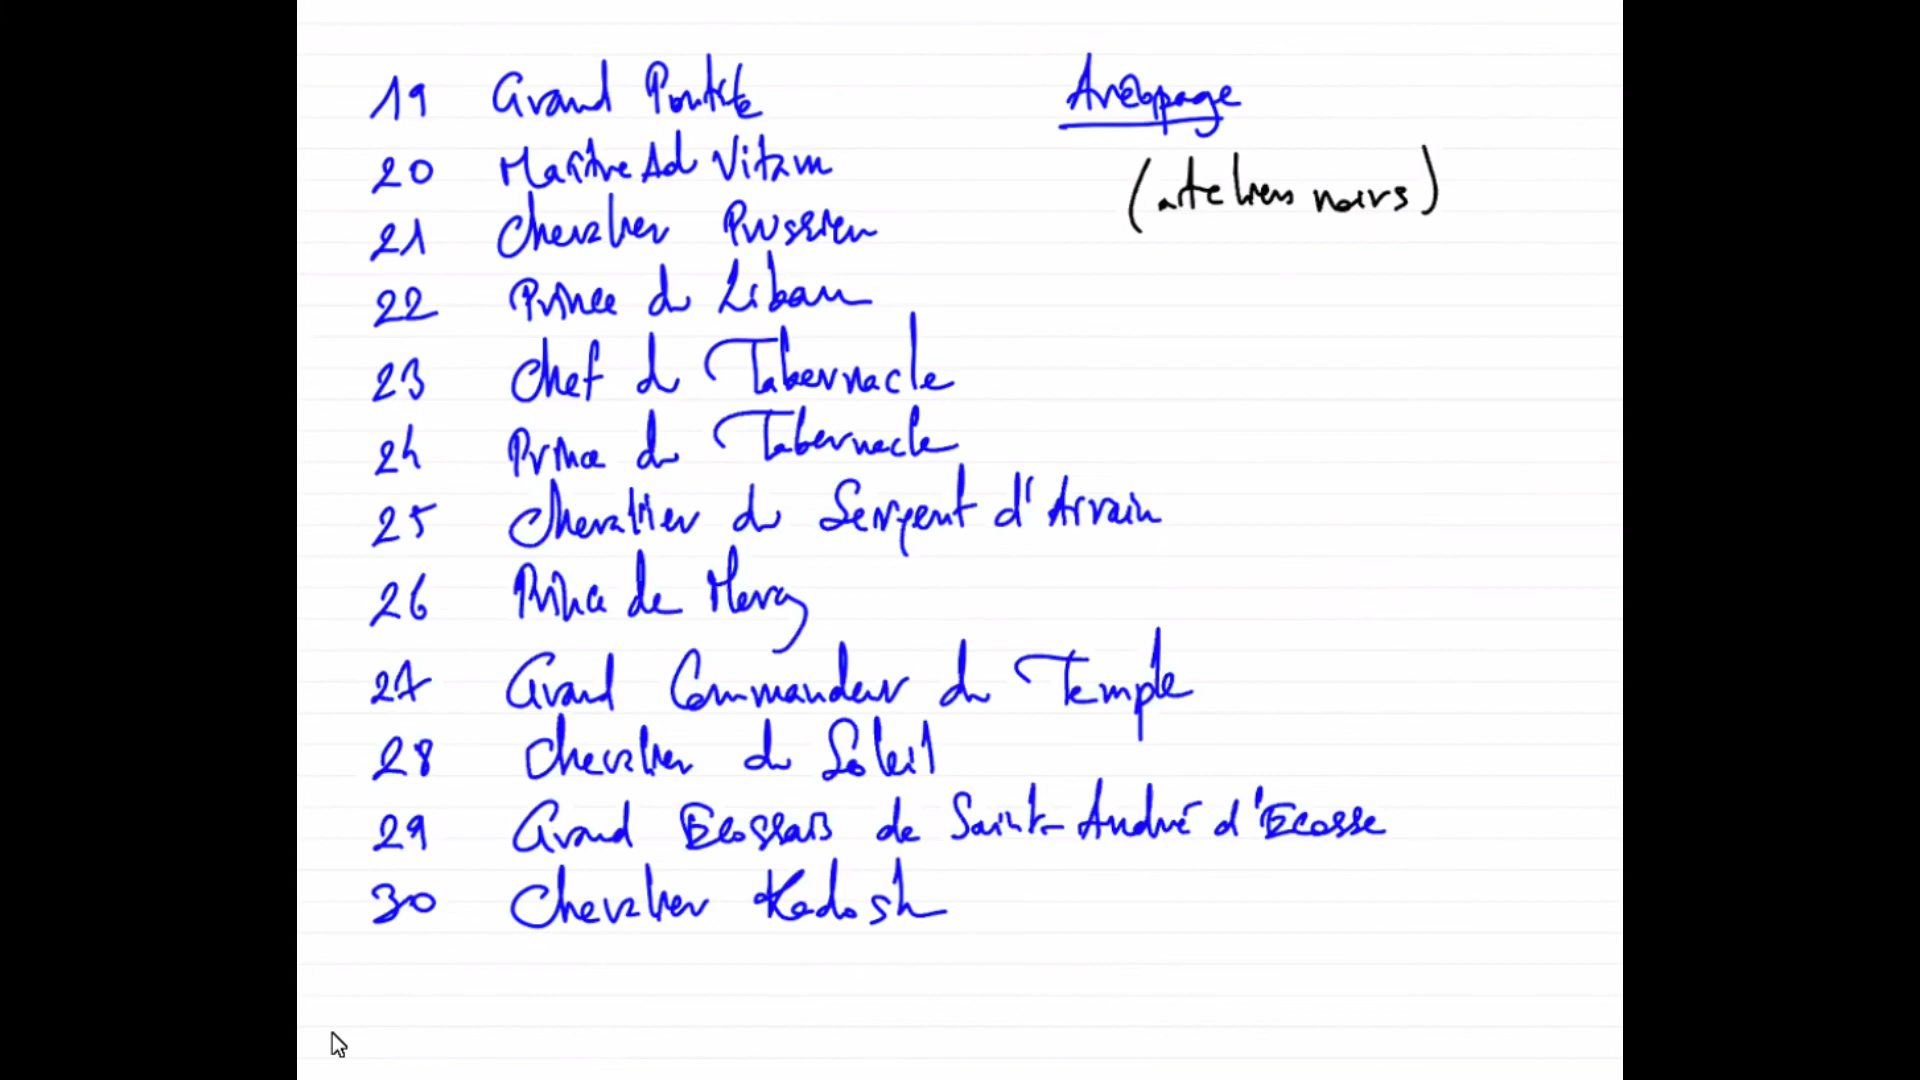 19 Grand Pontife
Aréopage
20 Maître Ad Vitam
(ateliers noirs)
21 Chevalier Prussien
22 Prince du Liban
23 Chef du Tabernacle
24 Prince du Tabernacle
25 Chevalier du Serpent d'Airain
26 Prince de Mercy
27 Grand Commandeur du Temple
28 Chevalier du Soleil
29 Grand Ecossais de Saint-André d'Ecosse
30 Chevalier Kadosh